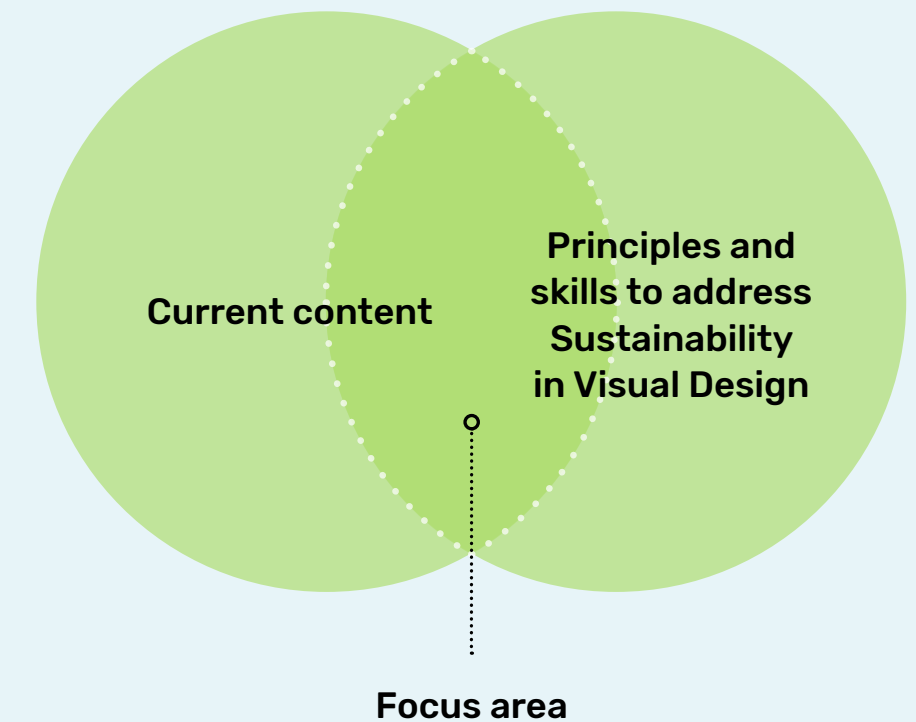 Current content
Principles and
skills to address
Sustainability
in Visual Design
Focus area